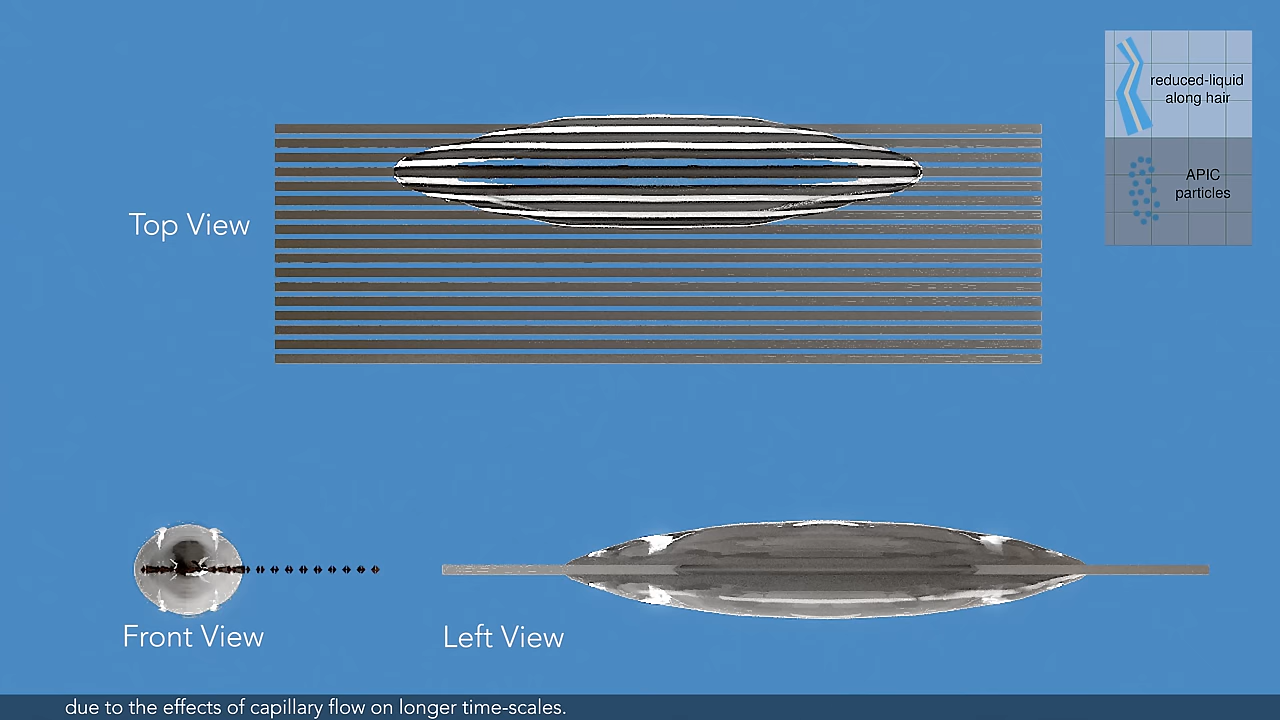 reduced-liquid
along hair
APIC
particles
Top View
Front View
Left View
due to the effects of capillary flow on longer time-scales.